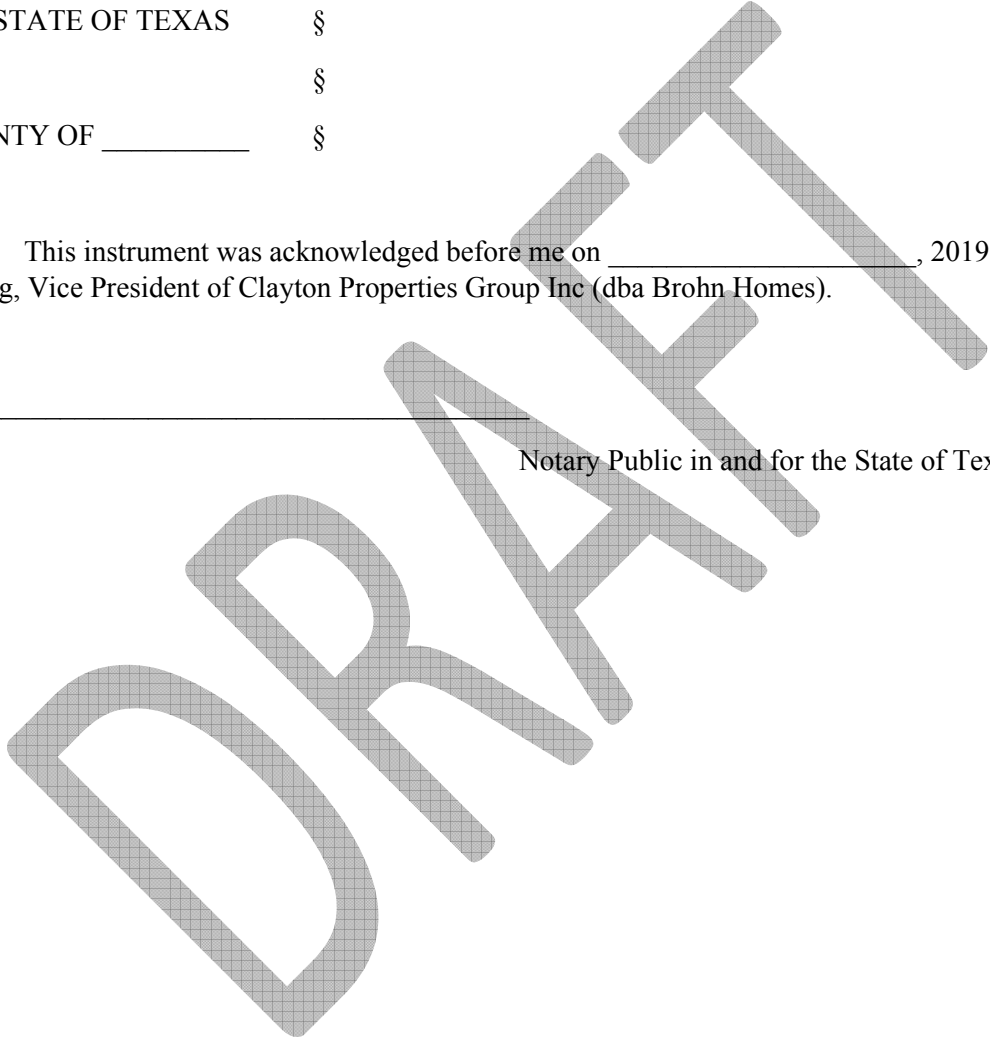 STATE OF TEXAS §
§
NTY OF __________ §
This instrument was acknowledged before me on _____________________, 2019
g, Vice President of Clayton Properties Group Inc (dba Brohn Homes).
____________________________________
Notary Public in and for the State of Tex
DRAFT